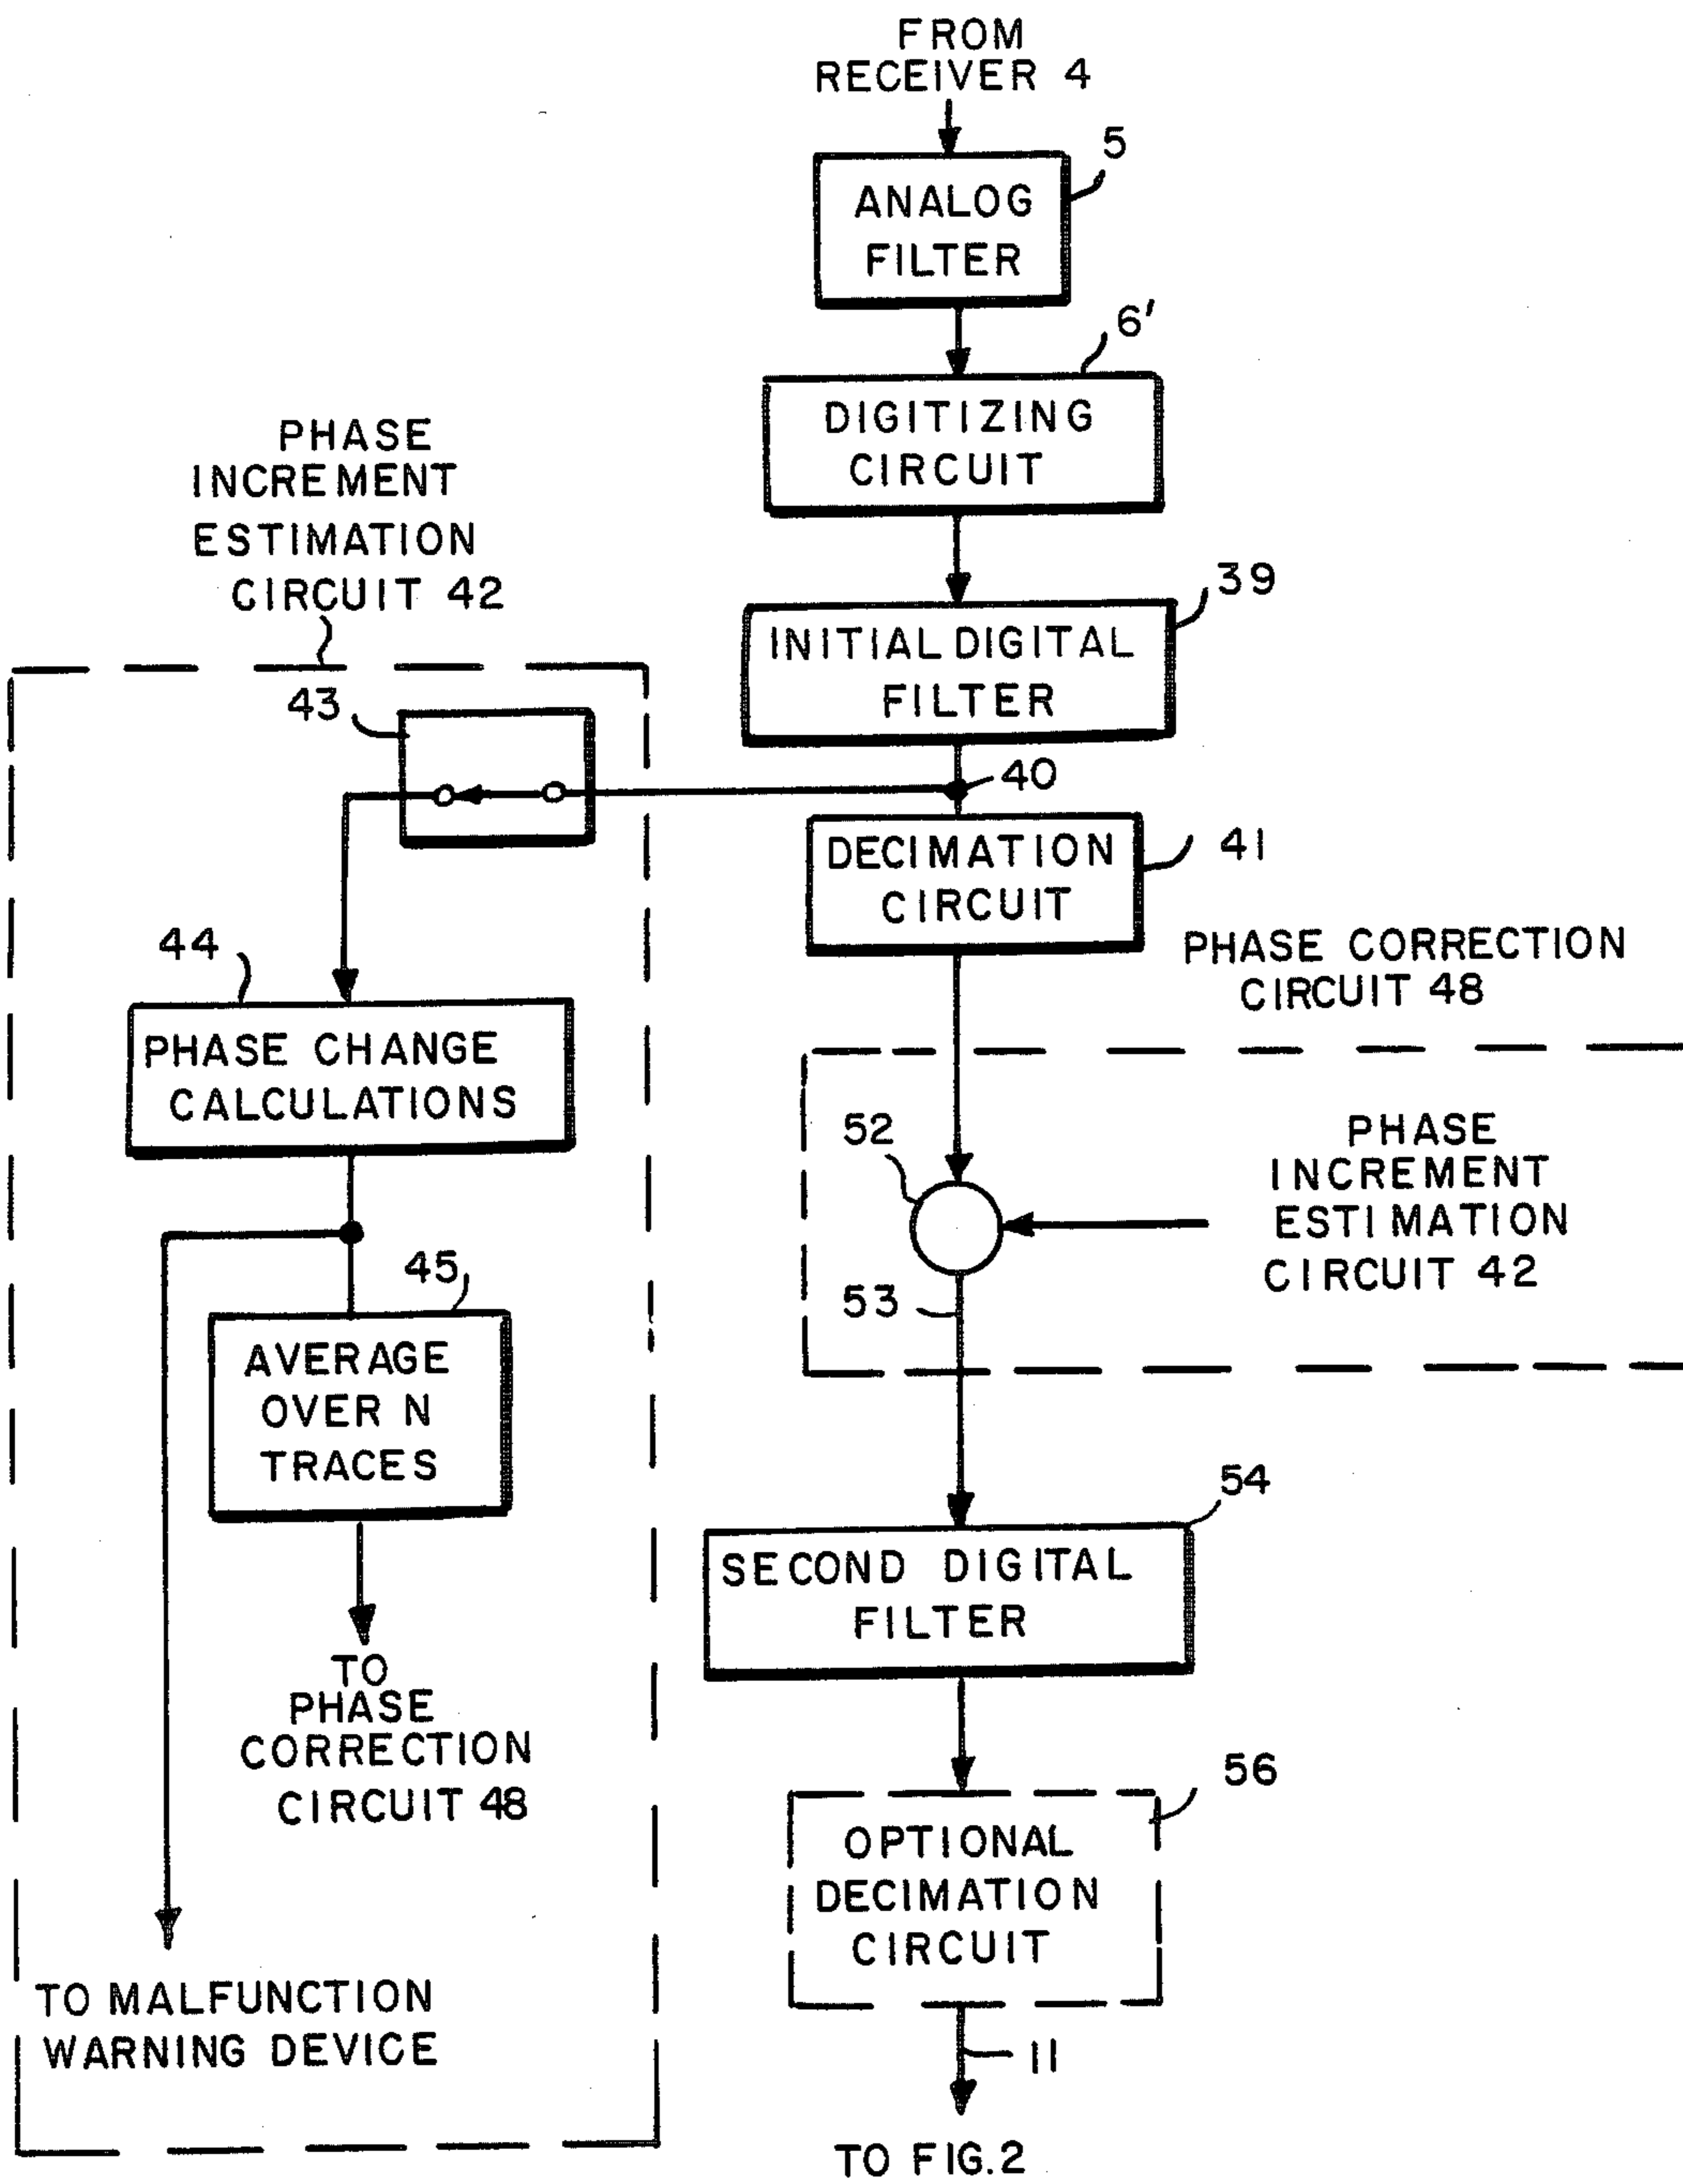 FROM
RECEIVER 4
5
ANALOG
FILTER
6'
DIGITIZING
CIRCUIT
PHASE
INCREMENT
ESTIMATION
CIRCUIT 42
39
INITIAL DIGITAL
FILTER
43
40
DECIMATION
CIRCUIT
41
44
PHASE CHANGE
CALCULATIONS
PHASE CORRECTION
CIRCUIT 48
52
PHASE
INCREMENT
ESTIMATION
CIRCUIT 42
53
45
AVERAGE
OVER N
TRACES
54
SECOND DIGITAL
FILTER
TO
PHASE
CORRECTION
CIRCUIT 48
56
OPTIONAL
DECIMATION
CIRCUIT
TO MALFUNCTION
WARNING DEVICE
11
TO FIG.2